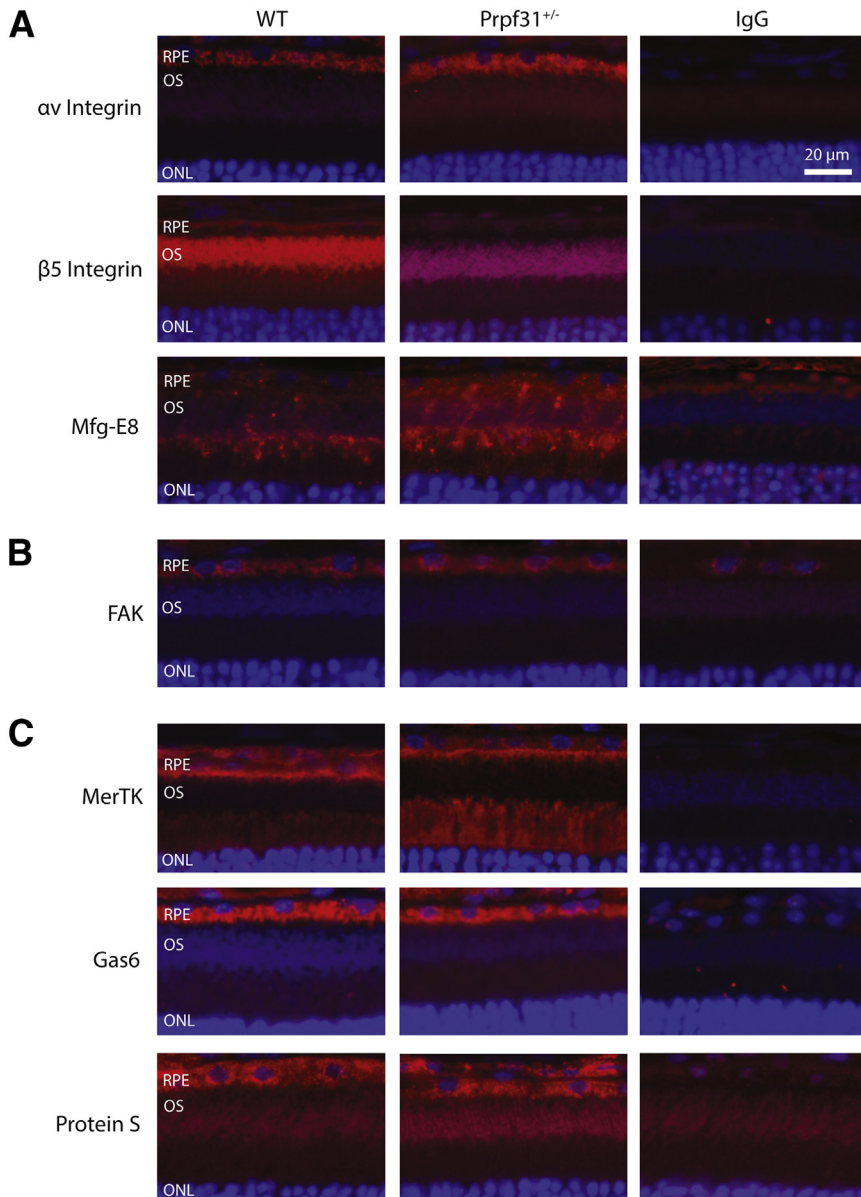 A
WT
Prpf31+/-
IgG
αv Integrin
RPE
OS
ONL
20 μm
β5 Integrin
RPE
OS
ONL
Mfg-E8
RPE
OS
ONL
B
FAK
RPE
OS
ONL
C
MerTK
RPE
OS
ONL
Gas6
RPE
OS
ONL
Protein S
RPE
OS
ONL